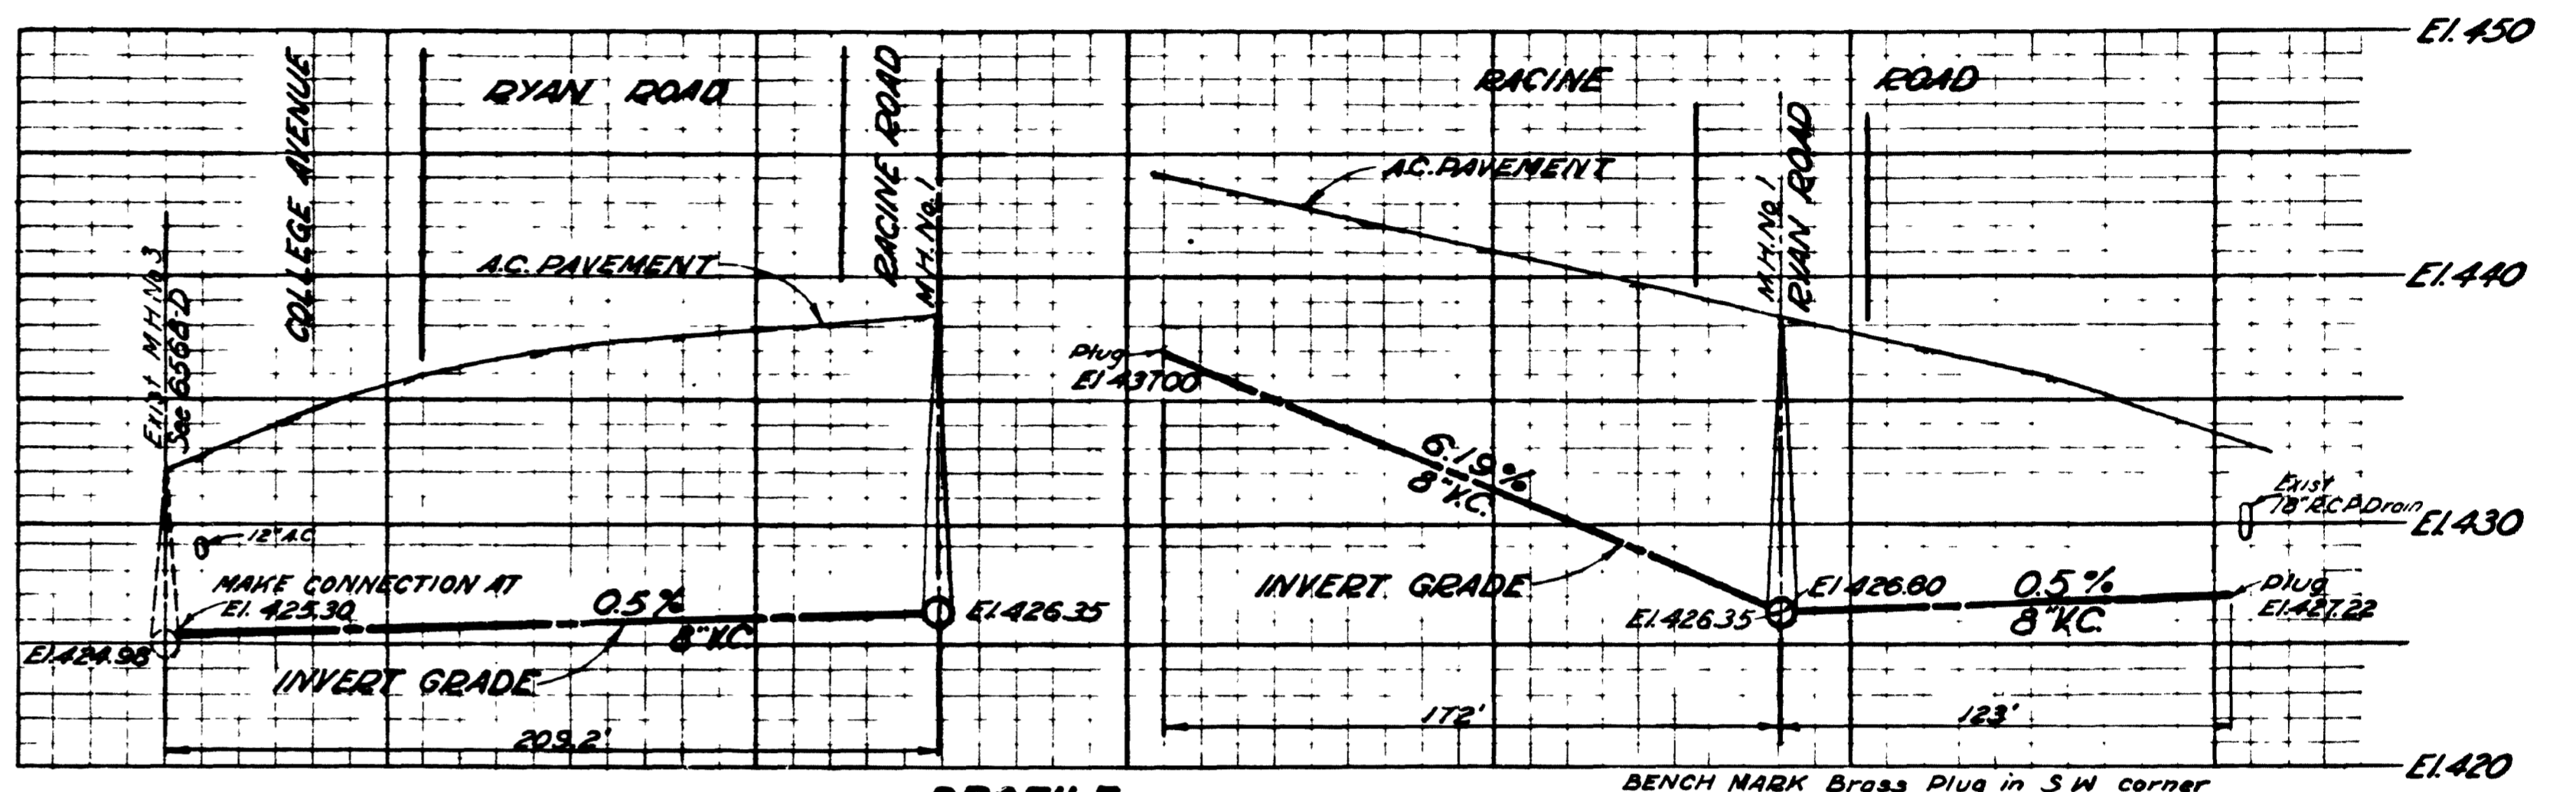 El.450
COLLEGE AVENUE
RYAN ROAD
RACINE ROAD
M.H.No.1
RACINE ROAD
M.H.No.1
RYAN ROAD
A.C. PAVEMENT
A.C. PAVEMENT
El.440
Exist M.H.No 3
See 6568-D
Plug
El 437.00
6.19%
8" V.C.
12" A.C.
Exist
18" R.C.P. Drain
El.430
MAKE CONNECTION AT
El. 425.30
0.5%
8" V.C.
El.426.35
INVERT GRADE
El.424.98
INVERT GRADE
El.426.35
El 426.60
0.5%
8" V.C.
Plug
El.427.22
209.2'
172'
123'
El.420
BENCH MARK Brass Plug in S W corner